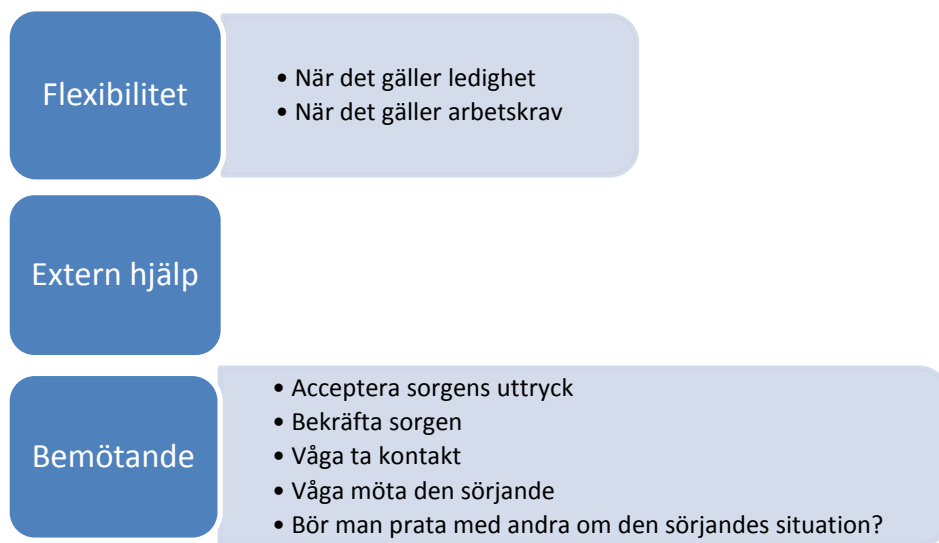 Flexibilitet
• När det gäller ledighet
• När det gäller arbetskrav
Extern hjälp
Bemötande
• Acceptera sorgens uttryck
• Bekräfta sorgen
• Våga ta kontakt
• Våga möta den sörjande
• Bör man prata med andra om den sörjandes situation?